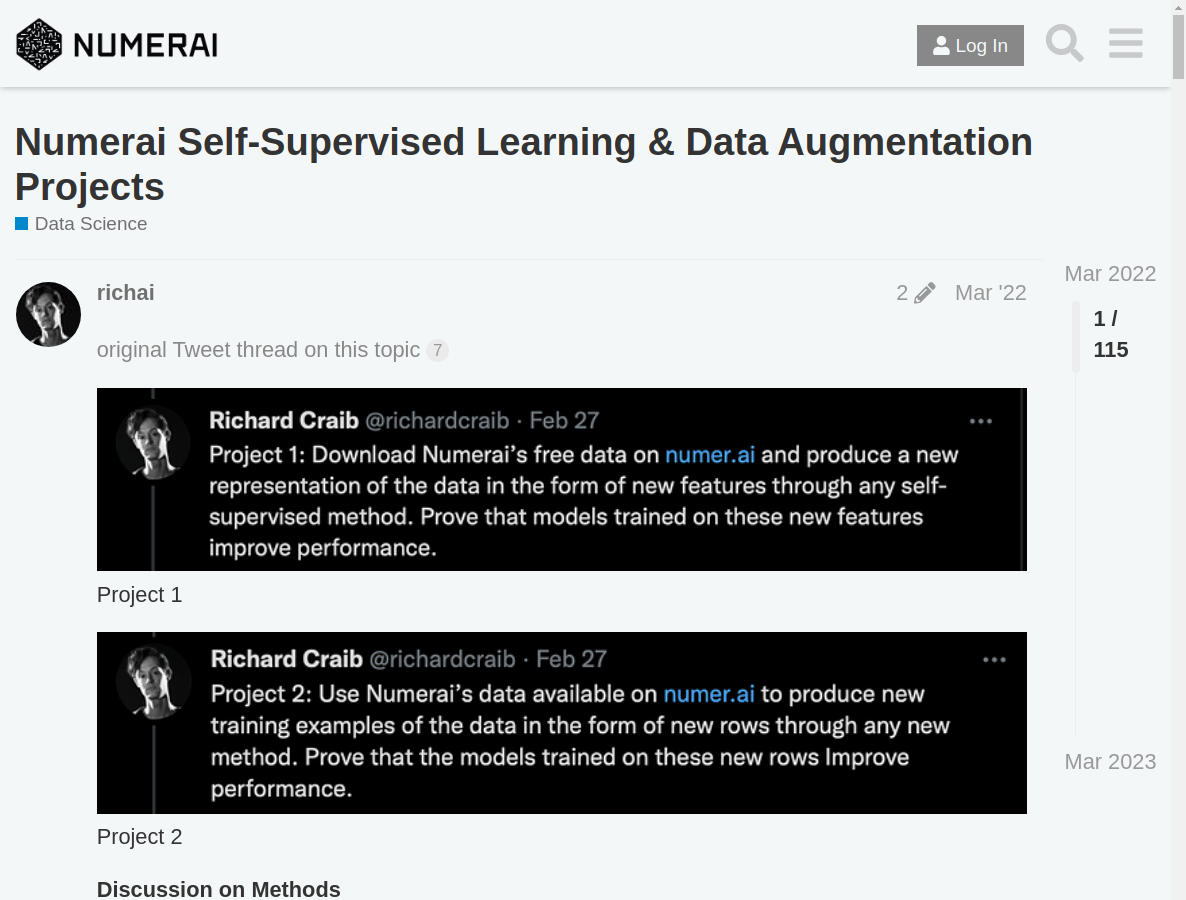 NUMERAI
Log In
Numerai Self-Supervised Learning & Data Augmentation
Projects
Data Science
richai
2
Mar '22
original Tweet thread on this topic 7
Richard Craib @richardcraib · Feb 27
Project 1: Download Numerai’s free data on numer.ai and produce a new
representation of the data in the form of new features through any self-
supervised method. Prove that models trained on these new features
improve performance.
Project 1
Richard Craib @richardcraib · Feb 27
Project 2: Use Numerai’s data available on numer.ai to produce new
training examples of the data in the form of new rows through any new
method. Prove that the models trained on these new rows Improve
performance.
Project 2
Discussion on Methods
Mar 2022
1 /
115
Mar 2023